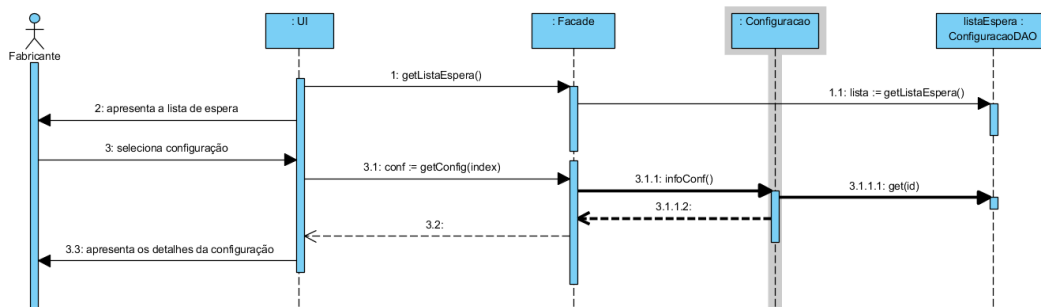 Fabricante
: UI
: Facade
: Configuracao
listaEspera :
ConfiguracaoDAO
1: getListaEspera()
1.1: lista := getListaEspera()
2: apresenta a lista de espera
3: seleciona configuração
3.1: conf := getConfig(index)
3.1.1: infoConf()
3.1.1.1: get(id)
3.1.1.2:
3.2:
3.3: apresenta os detalhes da configuração